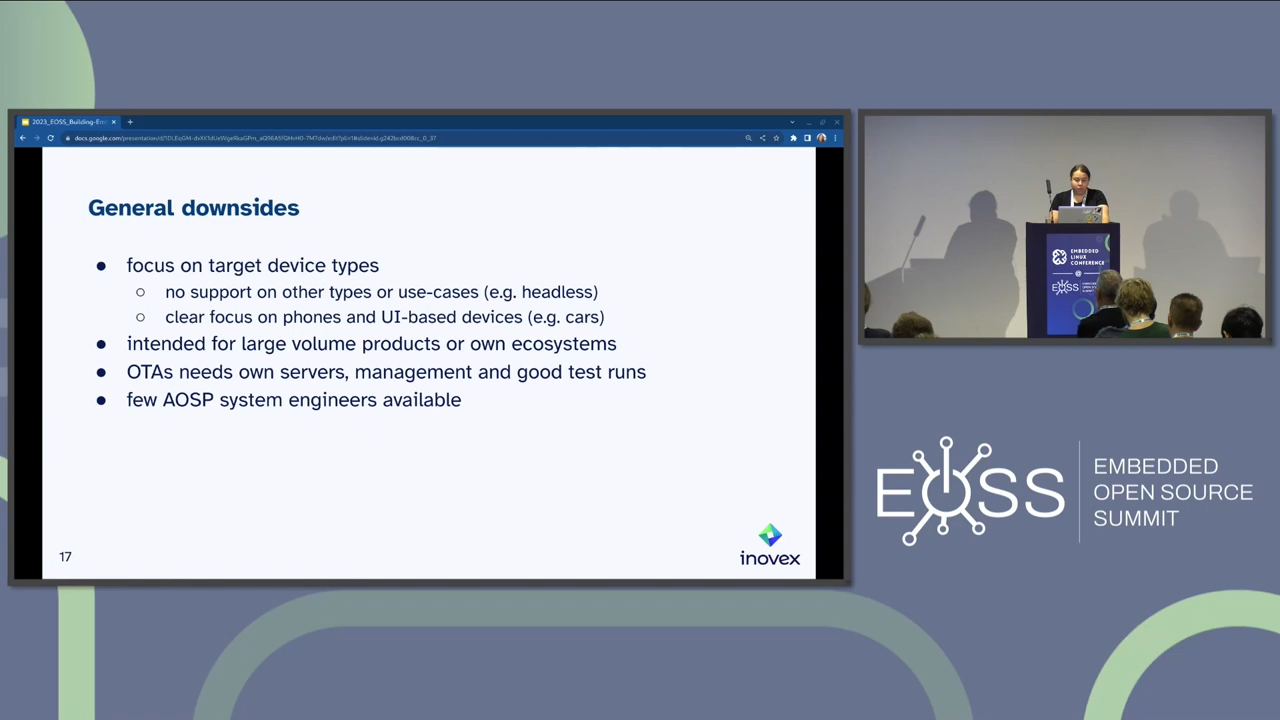 2023_EOSS_Building-Em
General downsides
● focus on target device types
○ no support on other types or use-cases (e.g. headless)
○ clear focus on phones and UI-based devices (e.g. cars)
● intended for large volume products or own ecosystems
● OTAs needs own servers, management and good test runs
● few AOSP system engineers available
17
inovex
EMBEDDED
LINUX
CONFERENCE
@
EOSS
EOSS
EMBEDDED
OPEN SOURCE
SUMMIT